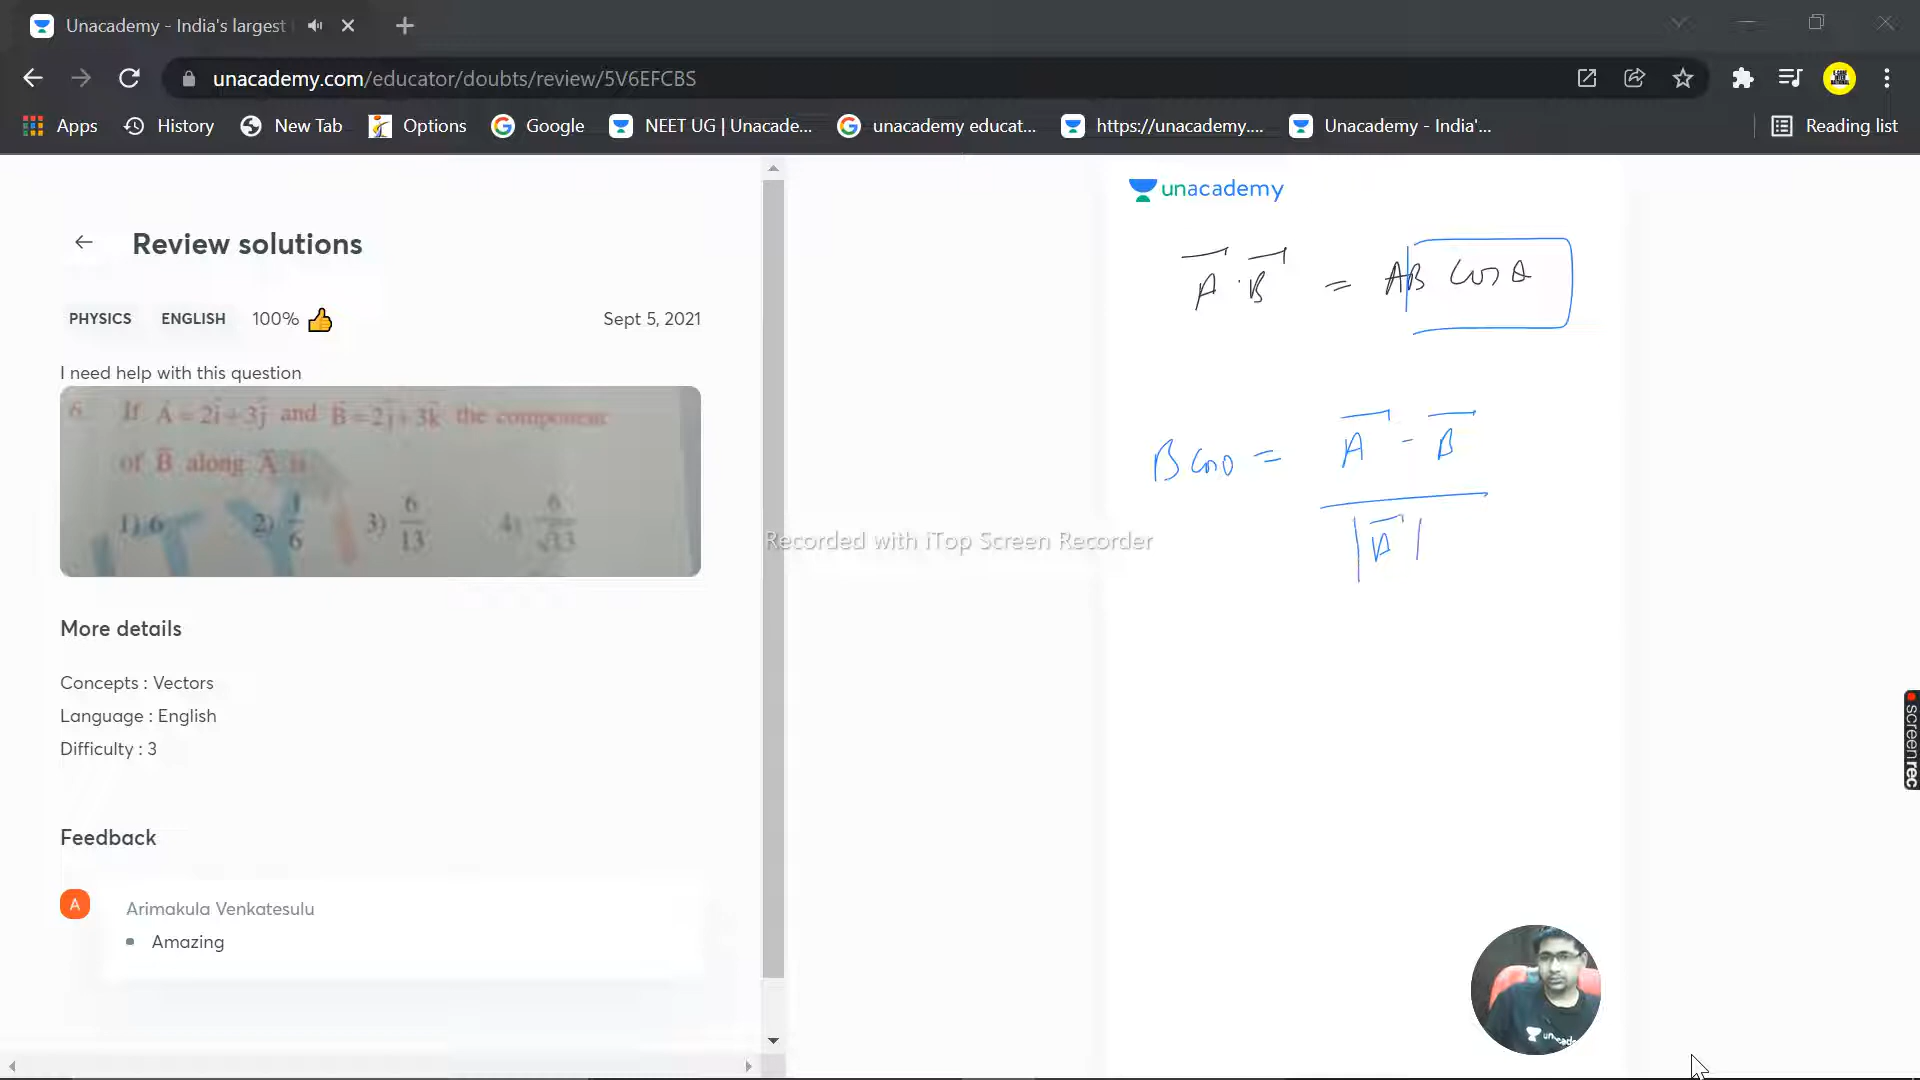 Unacademy - India's largest
unacademy.com/educator/doubts/review/5V6EFCBS
Apps History New Tab Options Google NEET UG | Unacade... unacademy educat... https://unacademy.... Unacademy - India'... Reading list
Review solutions
PHYSICS ENGLISH 100% 👍 Sept 5, 2021
I need help with this question
6. If A̅ = 2i̅+3j̅ and B̅=2j̅+3k̅ the component
of B̅ along A̅ is
1) 6 2) 1/6 3) 6/13 4) 6/√13
More details
Concepts : Vectors
Language : English
Difficulty : 3
Feedback
A Arimakula Venkatesulu
Amazing
unacademy
A⃗ · B⃗ = AB Cos θ
B cos θ = A⃗ · B⃗ / |A⃗|
Recorded with iTop Screen Recorder
screenrec